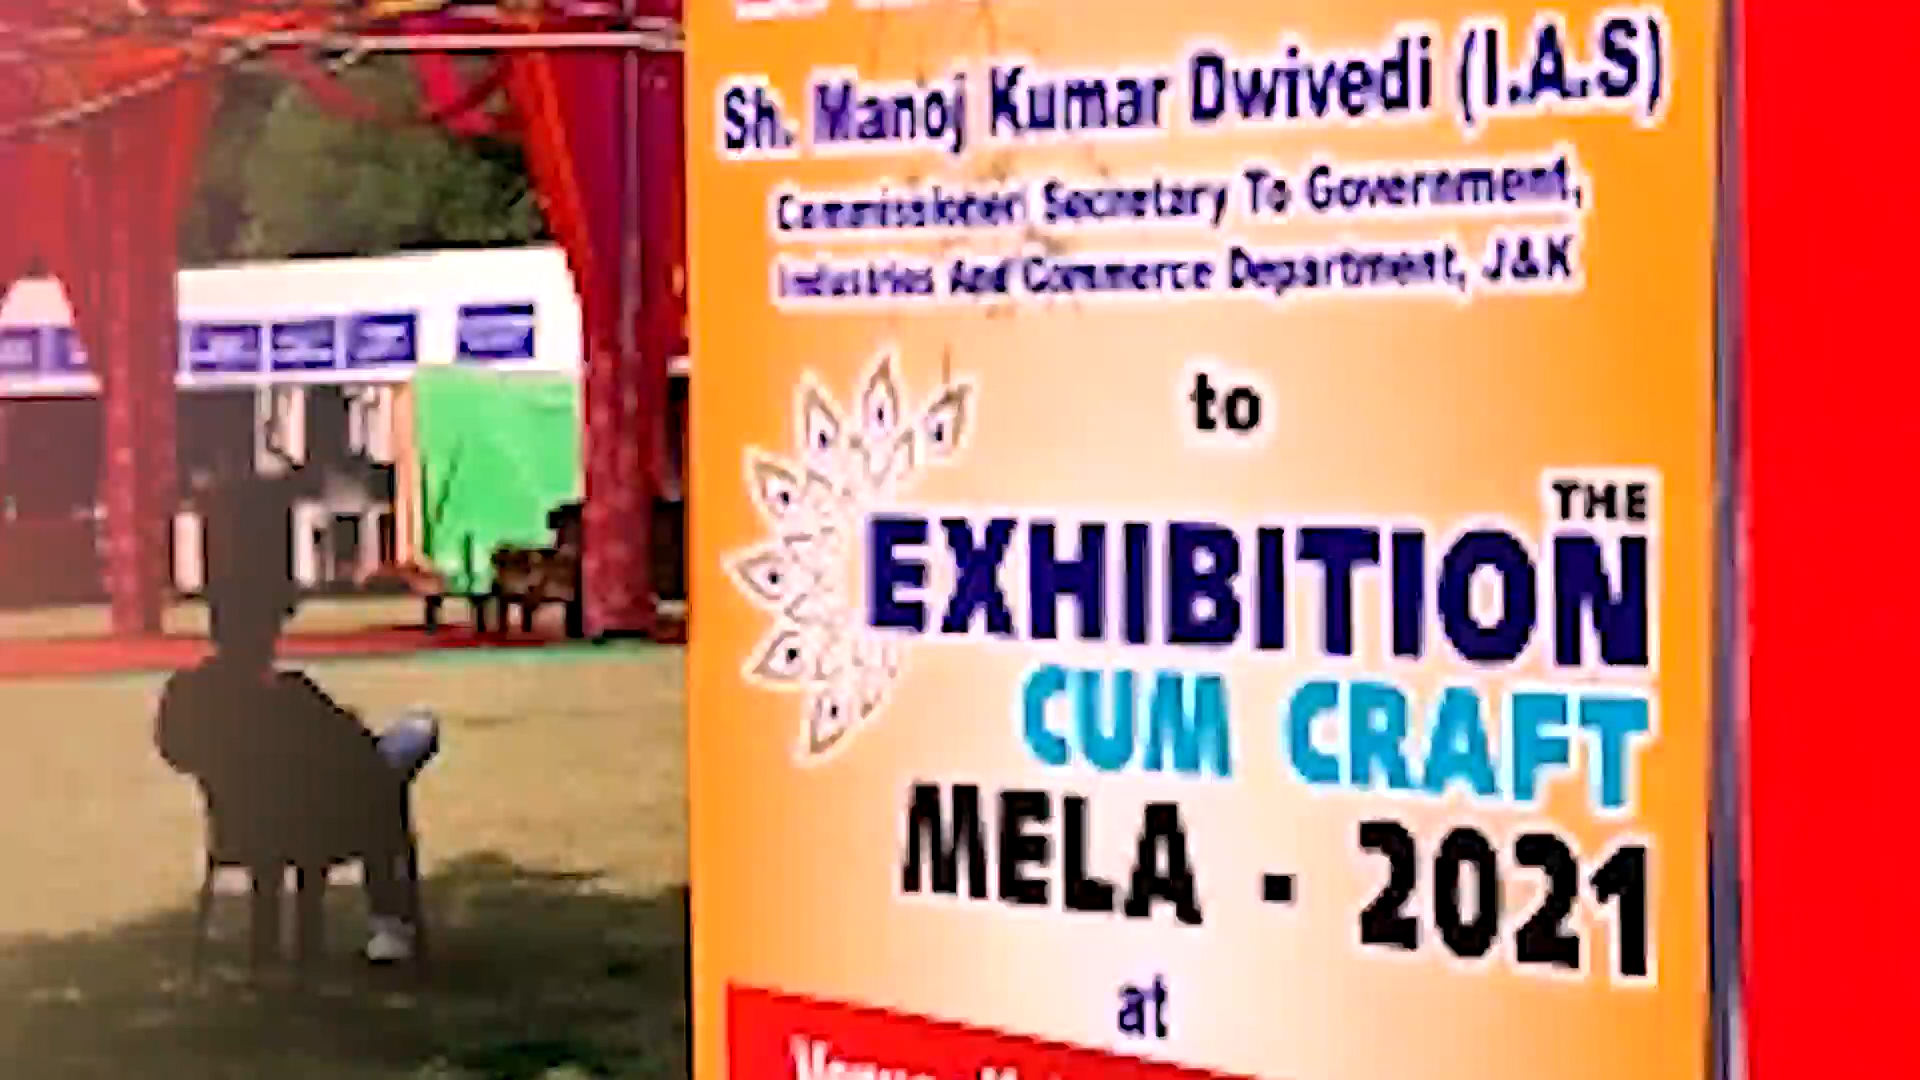 Sh. Manoj Kumar Dwivedi (I.A.S)
Commissioner Secretary To Government,
Industries And Commerce Department, J&K
to
THE
EXHIBITION
CUM CRAFT
MELA - 2021
at